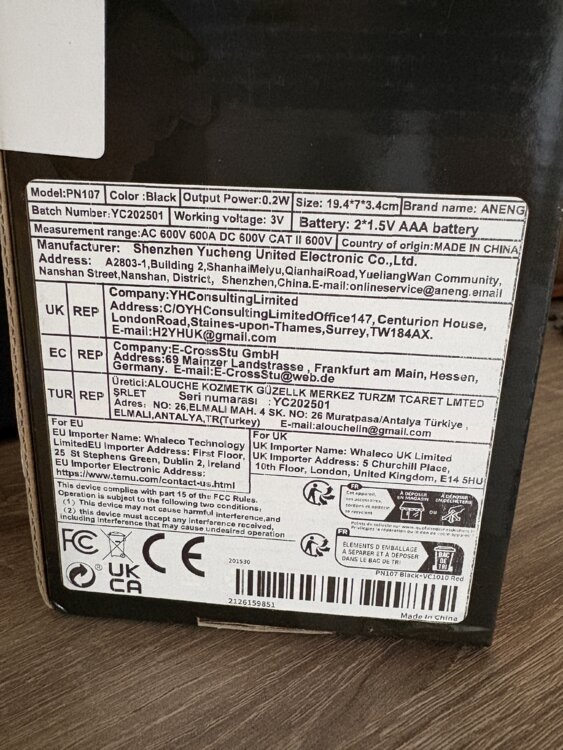 Model:PN107 Color :Black Output Power:0.2W Size: 19.4*7*3.4cm Brand name: ANENG
Batch Number:YC202501 Working voltage: 3V Battery: 2*1.5V AAA battery
Measurement range:AC 600V 600A DC 600V CAT II 600V Country of origin:MADE IN CHINA
Manufacturer: Shenzhen Yucheng United Electronic Co.,Ltd.
Address: A2803-1,Building 2,ShanhaiMeiyu,QianhaiRoad,YueliangWan Community,
Nanshan Street,Nanshan, District, Shenzhen,China.E-mail:onlineservice@aneng.email
UK REP
Company:YHConsultingLimited
Address:C/OYHConsultingLimitedOffice147, Centurion House,
LondonRoad,Staines-upon-Thames,Surrey,TW184AX.
E-mail:H2YHUK@gmail.com
EC REP
Company:E-CrossStu GmbH
Address:69 Mainzer Landstrasse, Frankfurt am Main, Hessen,
Germany. E-mail:E-CrossStu@web.de
TUR REP
Üretici:ALOUCHE KOZMETK GÜZELLK MERKEZ TURZM TCARET LMTED
ŞRLET Seri numarası :YC202501
Adres: NO: 26,ELMALI MAH. 4 SK. NO: 26 Muratpasa/Antalya Türkiye ,
ELMALI,ANTALYA,TR(Turkey) E-mail:alouchelin@gmail.com
For EU
EU Importer Name: Whaleco Technology
LimitedEU Importer Address: First Floor,
25 St Stephens Green, Dublin 2, Ireland
EU Importer Electronic Address:
https://www.temu.com/contact-us.html
For UK
UK Importer Name: Whaleco UK Limited
UK Importer Address: 5 Churchill Place,
10th Floor, London, United Kingdom, E14 5HU
This device complies with part 15 of the FCC Rules.
Operation is subject to the following two conditions:
(1) This device may not cause harmful interference,and
(2) this device must accept any interference received,
including interference that may cause undesired operation
FR
Cet appareil,
ses accessoires,
À DÉPOSER
EN MAGASIN
OU
À DÉPOSER
EN DÉCHÈTERIE
FR
ÉLÉMENTS D'EMBALLAGE
À SÉPARER ET À DÉPOSER
DANS LE BAC DE TRI
BAC
DE
TRI
FC
CE
UK
CA
201530
PN107 Black+VC1010 Red
2126159851
Made In China